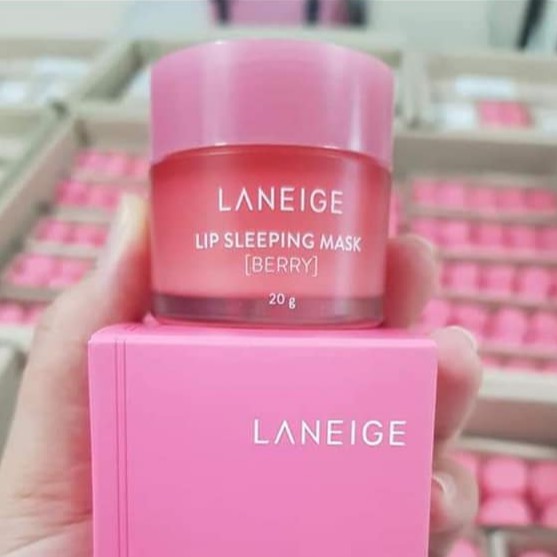 LANEIGE
LIP SLEEPING MASK
[BERRY]
20 g
LANEIGE